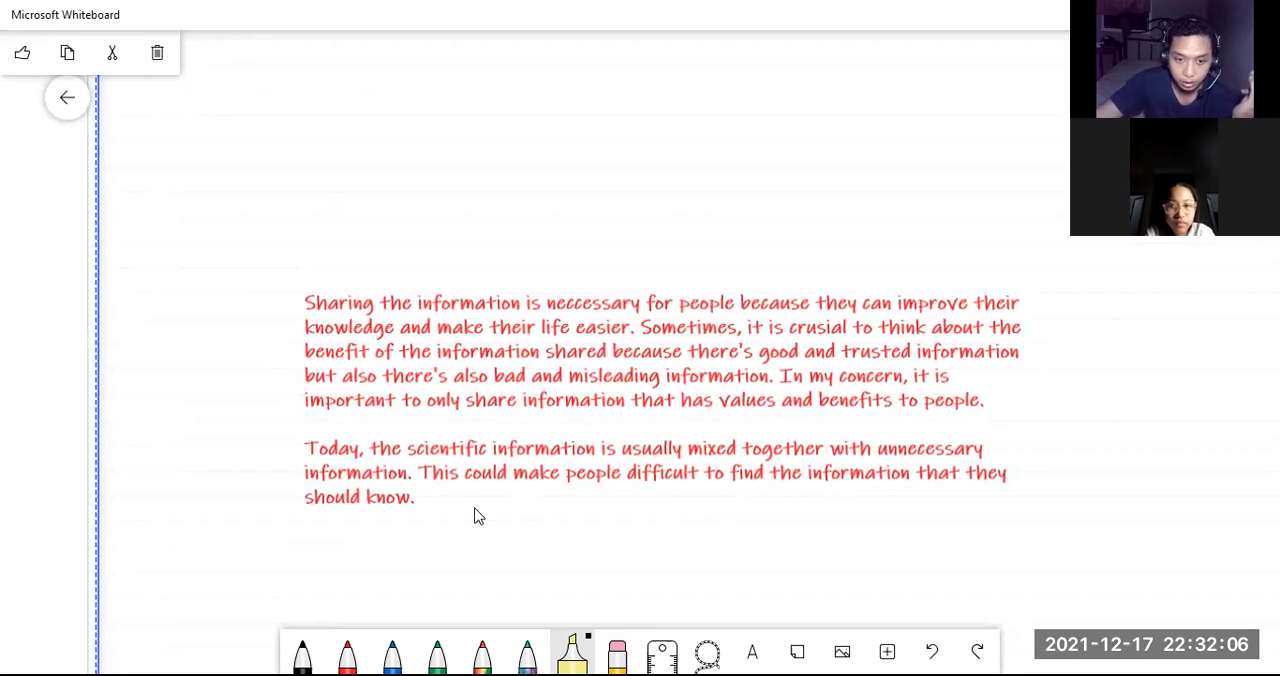 Microsoft Whiteboard
Sharing the information is neccessary for people because they can improve their
knowledge and make their life easier. Sometimes, it is crusial to think about the
benefit of the information shared because there's good and trusted information
but also there's also bad and misleading information. In my concern, it is
important to only share information that has values and benefits to people.
Today, the scientific information is usually mixed together with unnecessary
information. This could make people difficult to find the information that they
should know.
A
2021-12-17 22:32:06